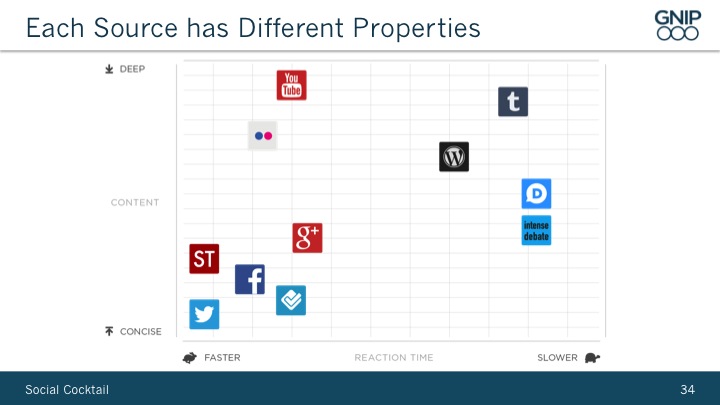 Each Source has Different Properties
GNIP
DEEP
You
Tube
t
W
D
CONTENT
intense
debate
g+
ST
f
CONCISE
FASTER
REACTION TIME
SLOWER
Social Cocktail
34